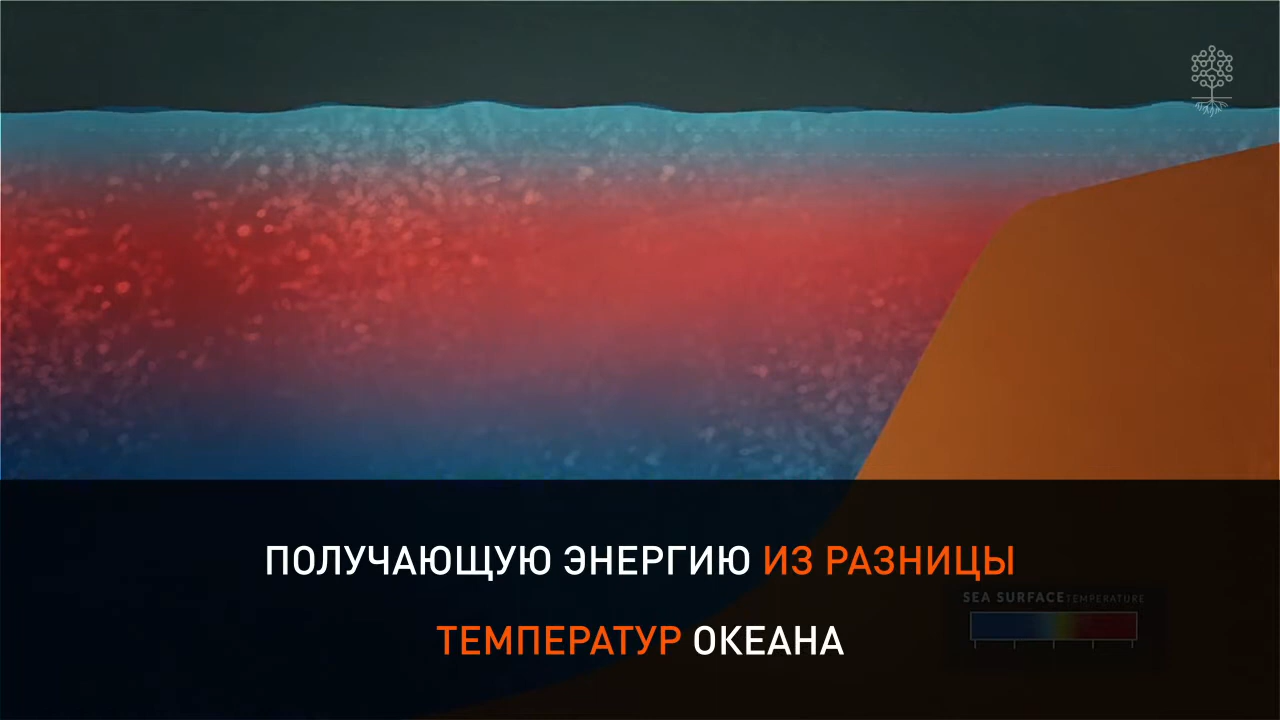 ПОЛУЧАЮЩУЮ ЭНЕРГИЮ ИЗ РАЗНИЦЫ
ТЕМПЕРАТУР ОКЕАНА
SEA SURFACE TEMPERATURE